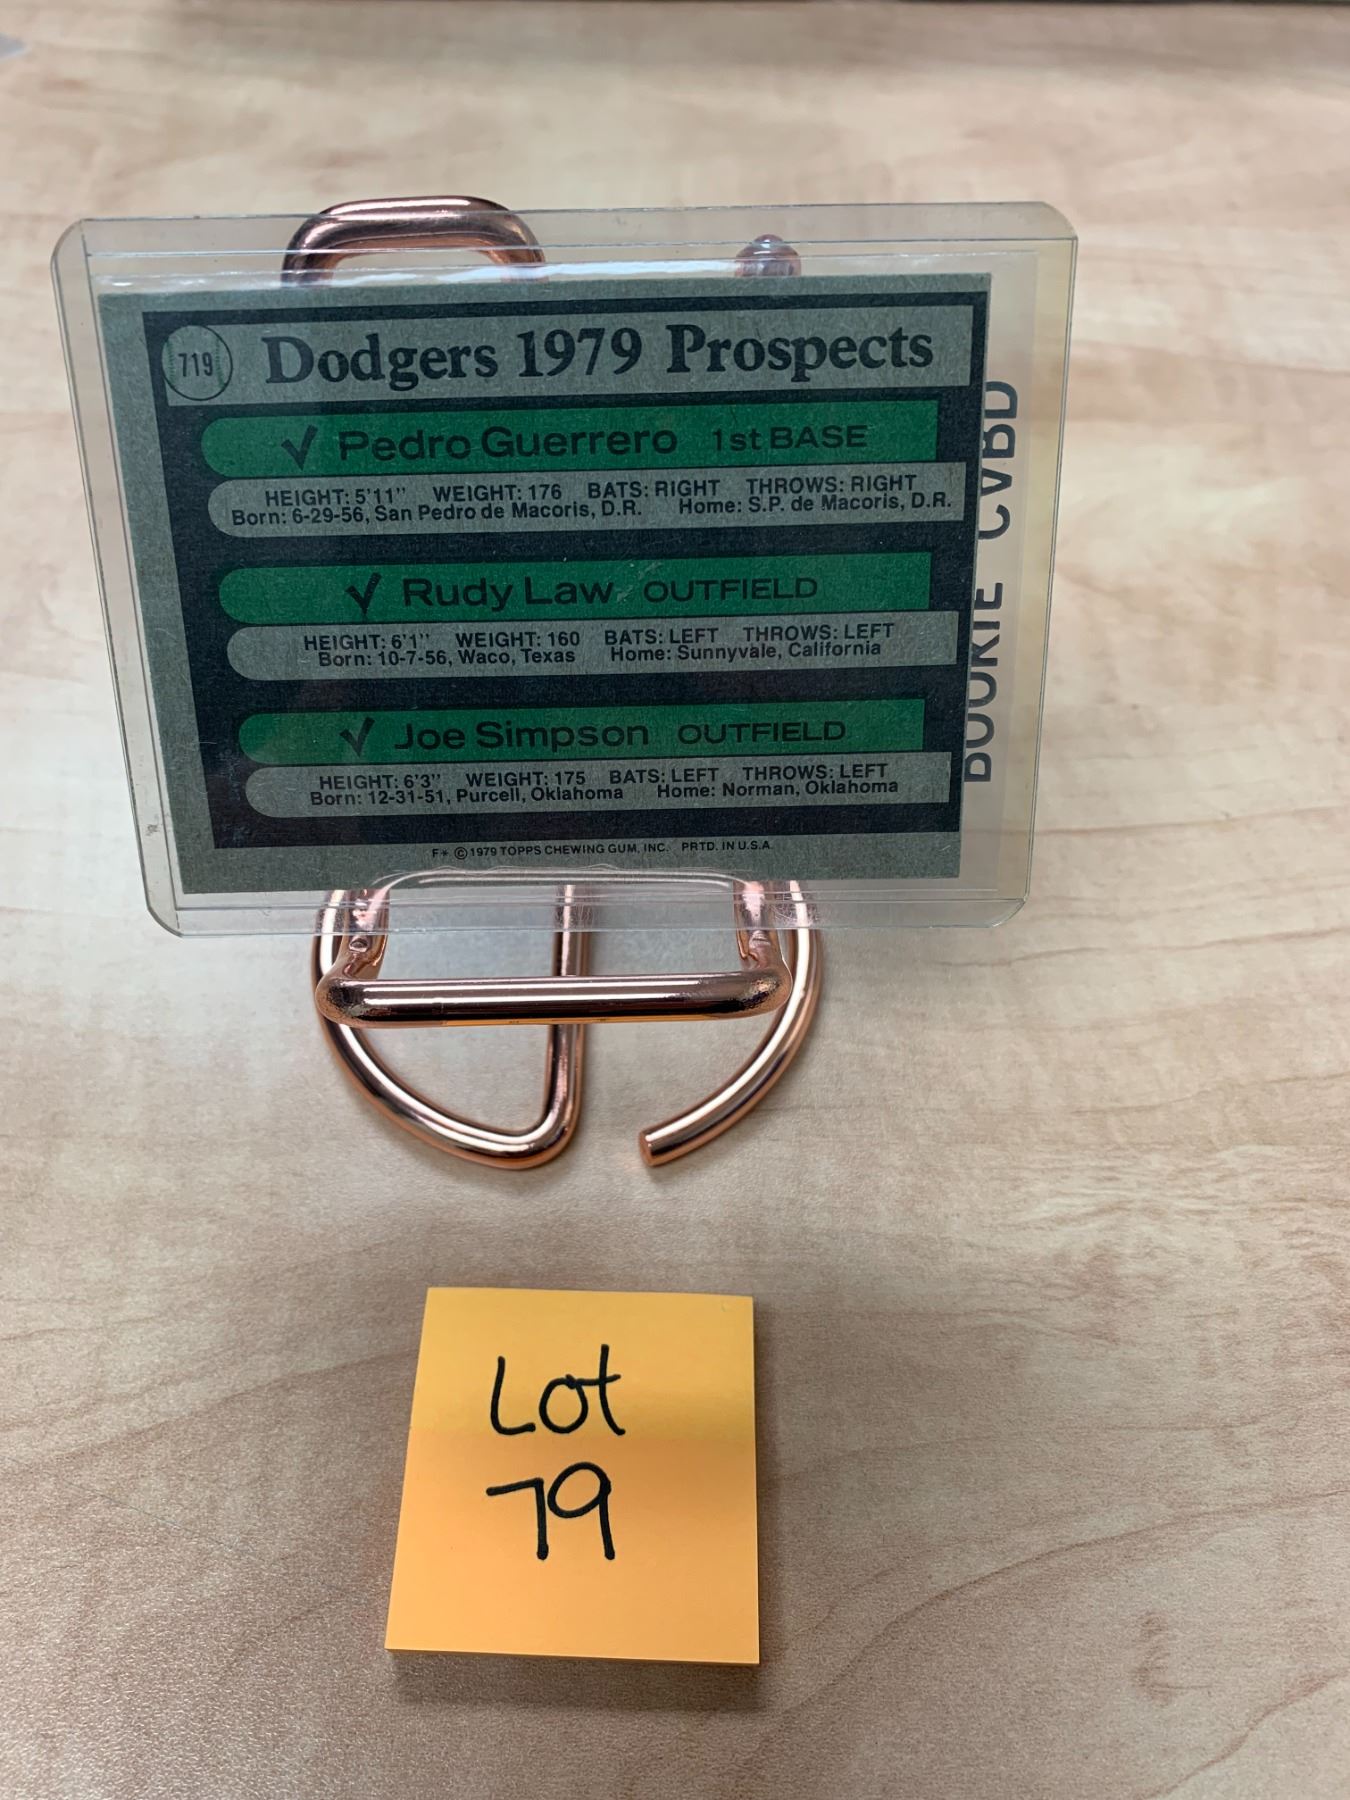 719 Dodgers 1979 Prospects
✓ Pedro Guerrero 1st BASE
HEIGHT: 5'11" WEIGHT: 176 BATS: RIGHT THROWS: RIGHT
Born: 6-29-56, San Pedro de Macoris, D.R. Home: S.P. de Macoris, D.R.
✓ Rudy Law OUTFIELD
HEIGHT: 6'1" WEIGHT: 160 BATS: LEFT THROWS: LEFT
Born: 10-7-56, Waco, Texas Home: Sunnyvale, California
✓ Joe Simpson OUTFIELD
HEIGHT: 6'3" WEIGHT: 175 BATS: LEFT THROWS: LEFT
Born: 12-31-51, Purcell, Oklahoma Home: Norman, Oklahoma
F* © 1979 TOPPS CHEWING GUM, INC. PRTD. IN U.S.A.
Lot
79